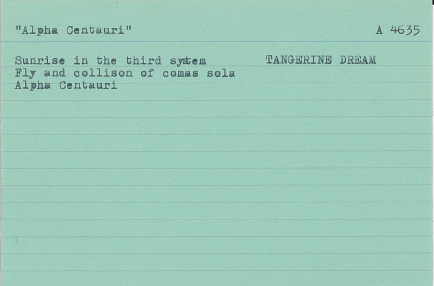 "Alpha Centauri" A 4635
Sunrise in the third system TANGERINE DREAM
Fly and collison of comas sola
Alpha Centauri